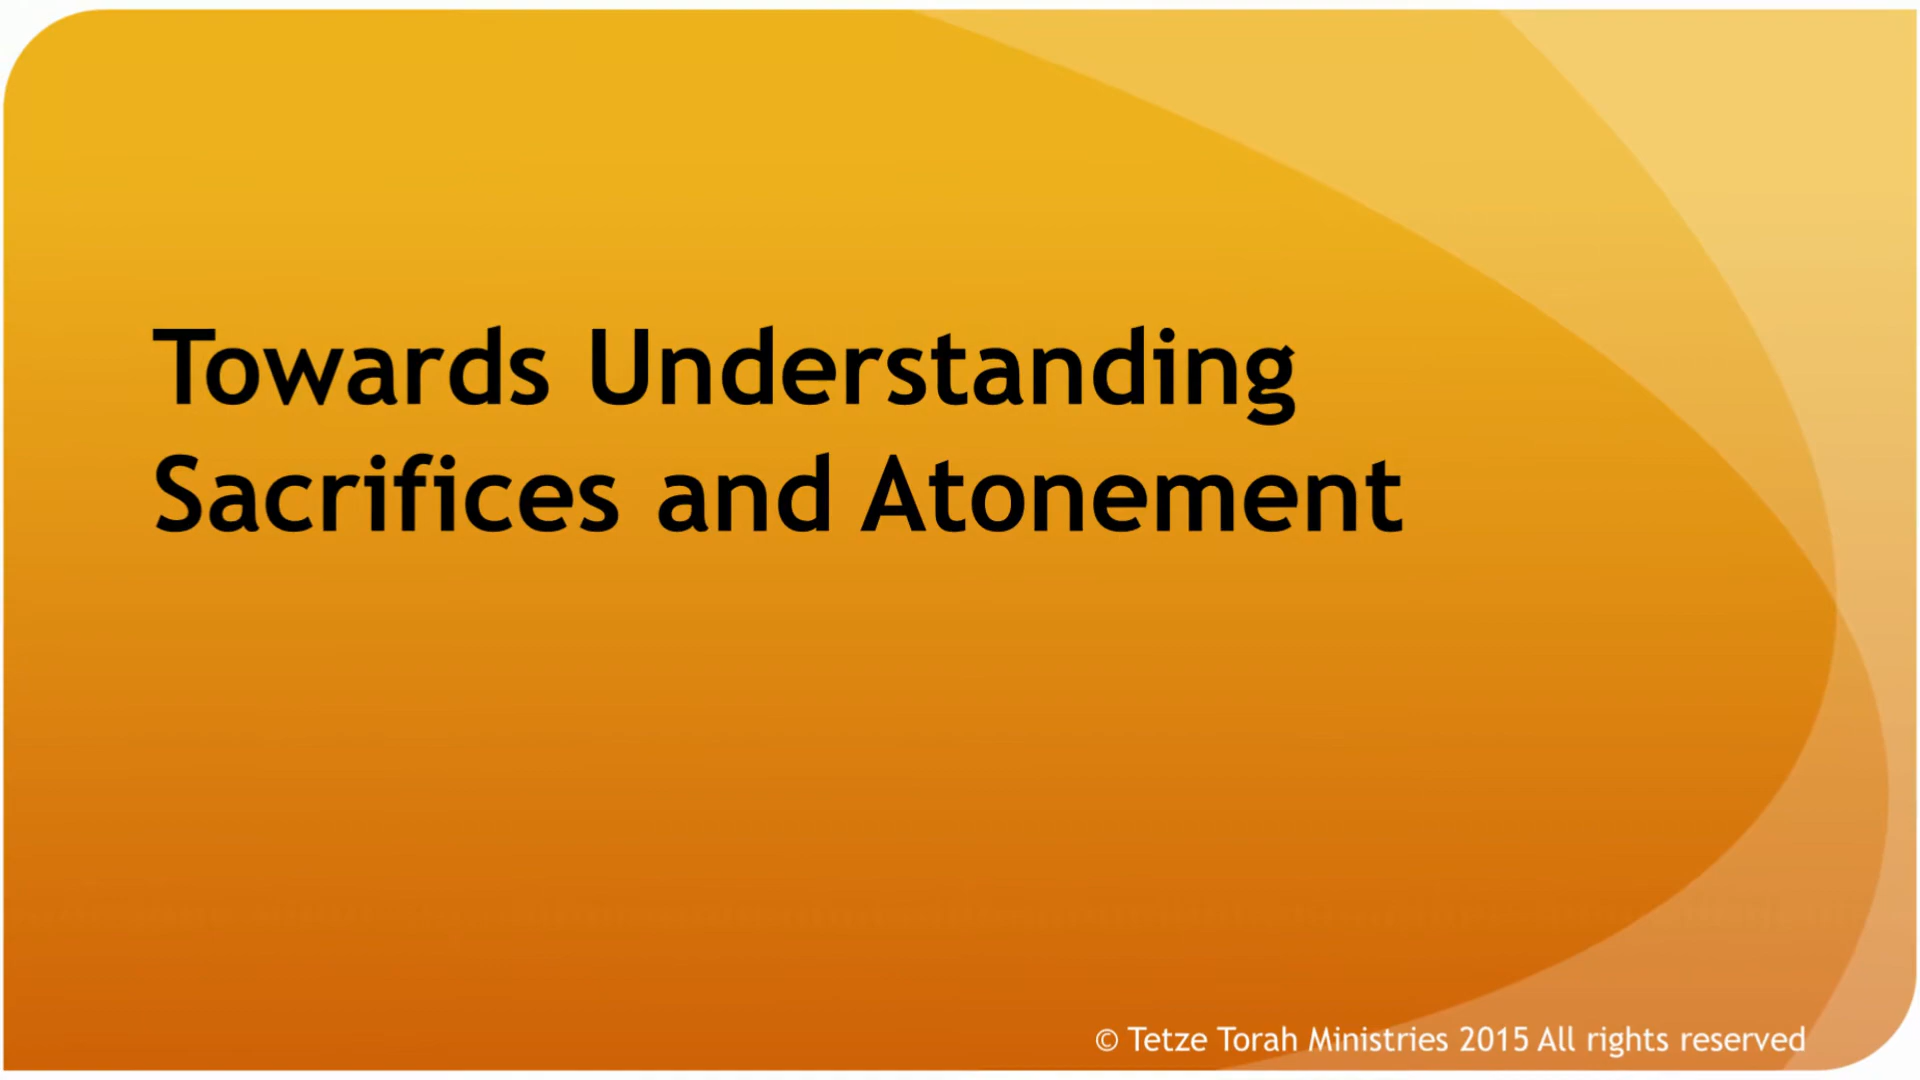 Towards Understanding
Sacrifices and Atonement
© Tetze Torah Ministries 2015 All rights reserved